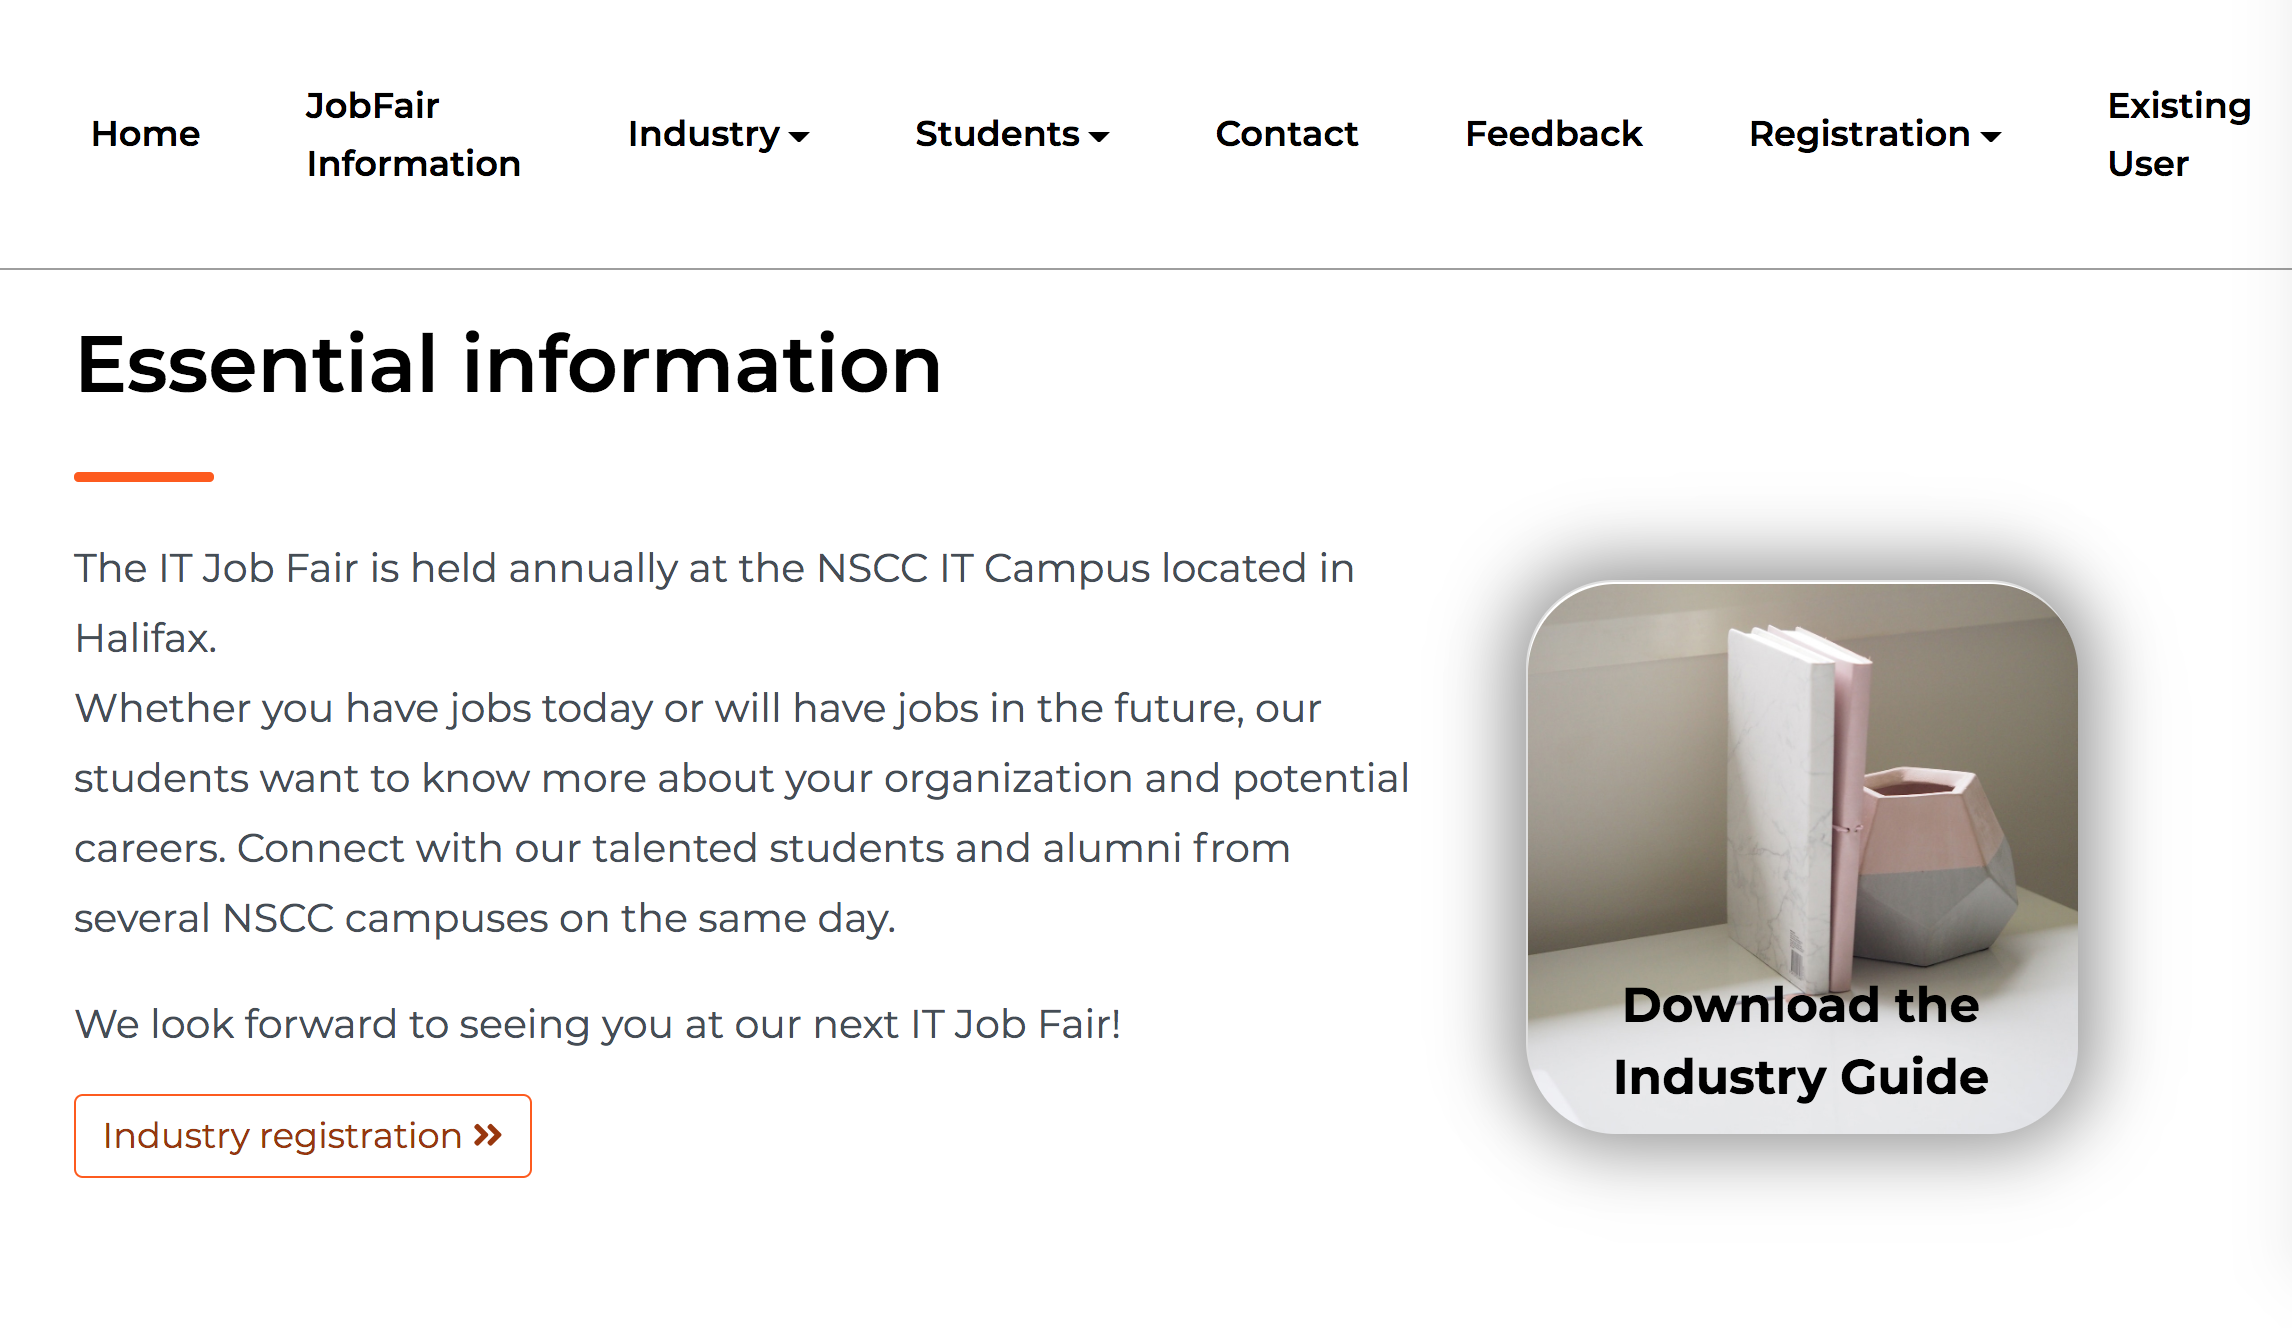 Home
JobFair
Information
Industry
Students
Contact
Feedback
Registration
Existing
User
Essential information
The IT Job Fair is held annually at the NSCC IT Campus located in
Halifax.
Whether you have jobs today or will have jobs in the future, our
students want to know more about your organization and potential
careers. Connect with our talented students and alumni from
several NSCC campuses on the same day.
We look forward to seeing you at our next IT Job Fair!
Industry registration »
Download the
Industry Guide